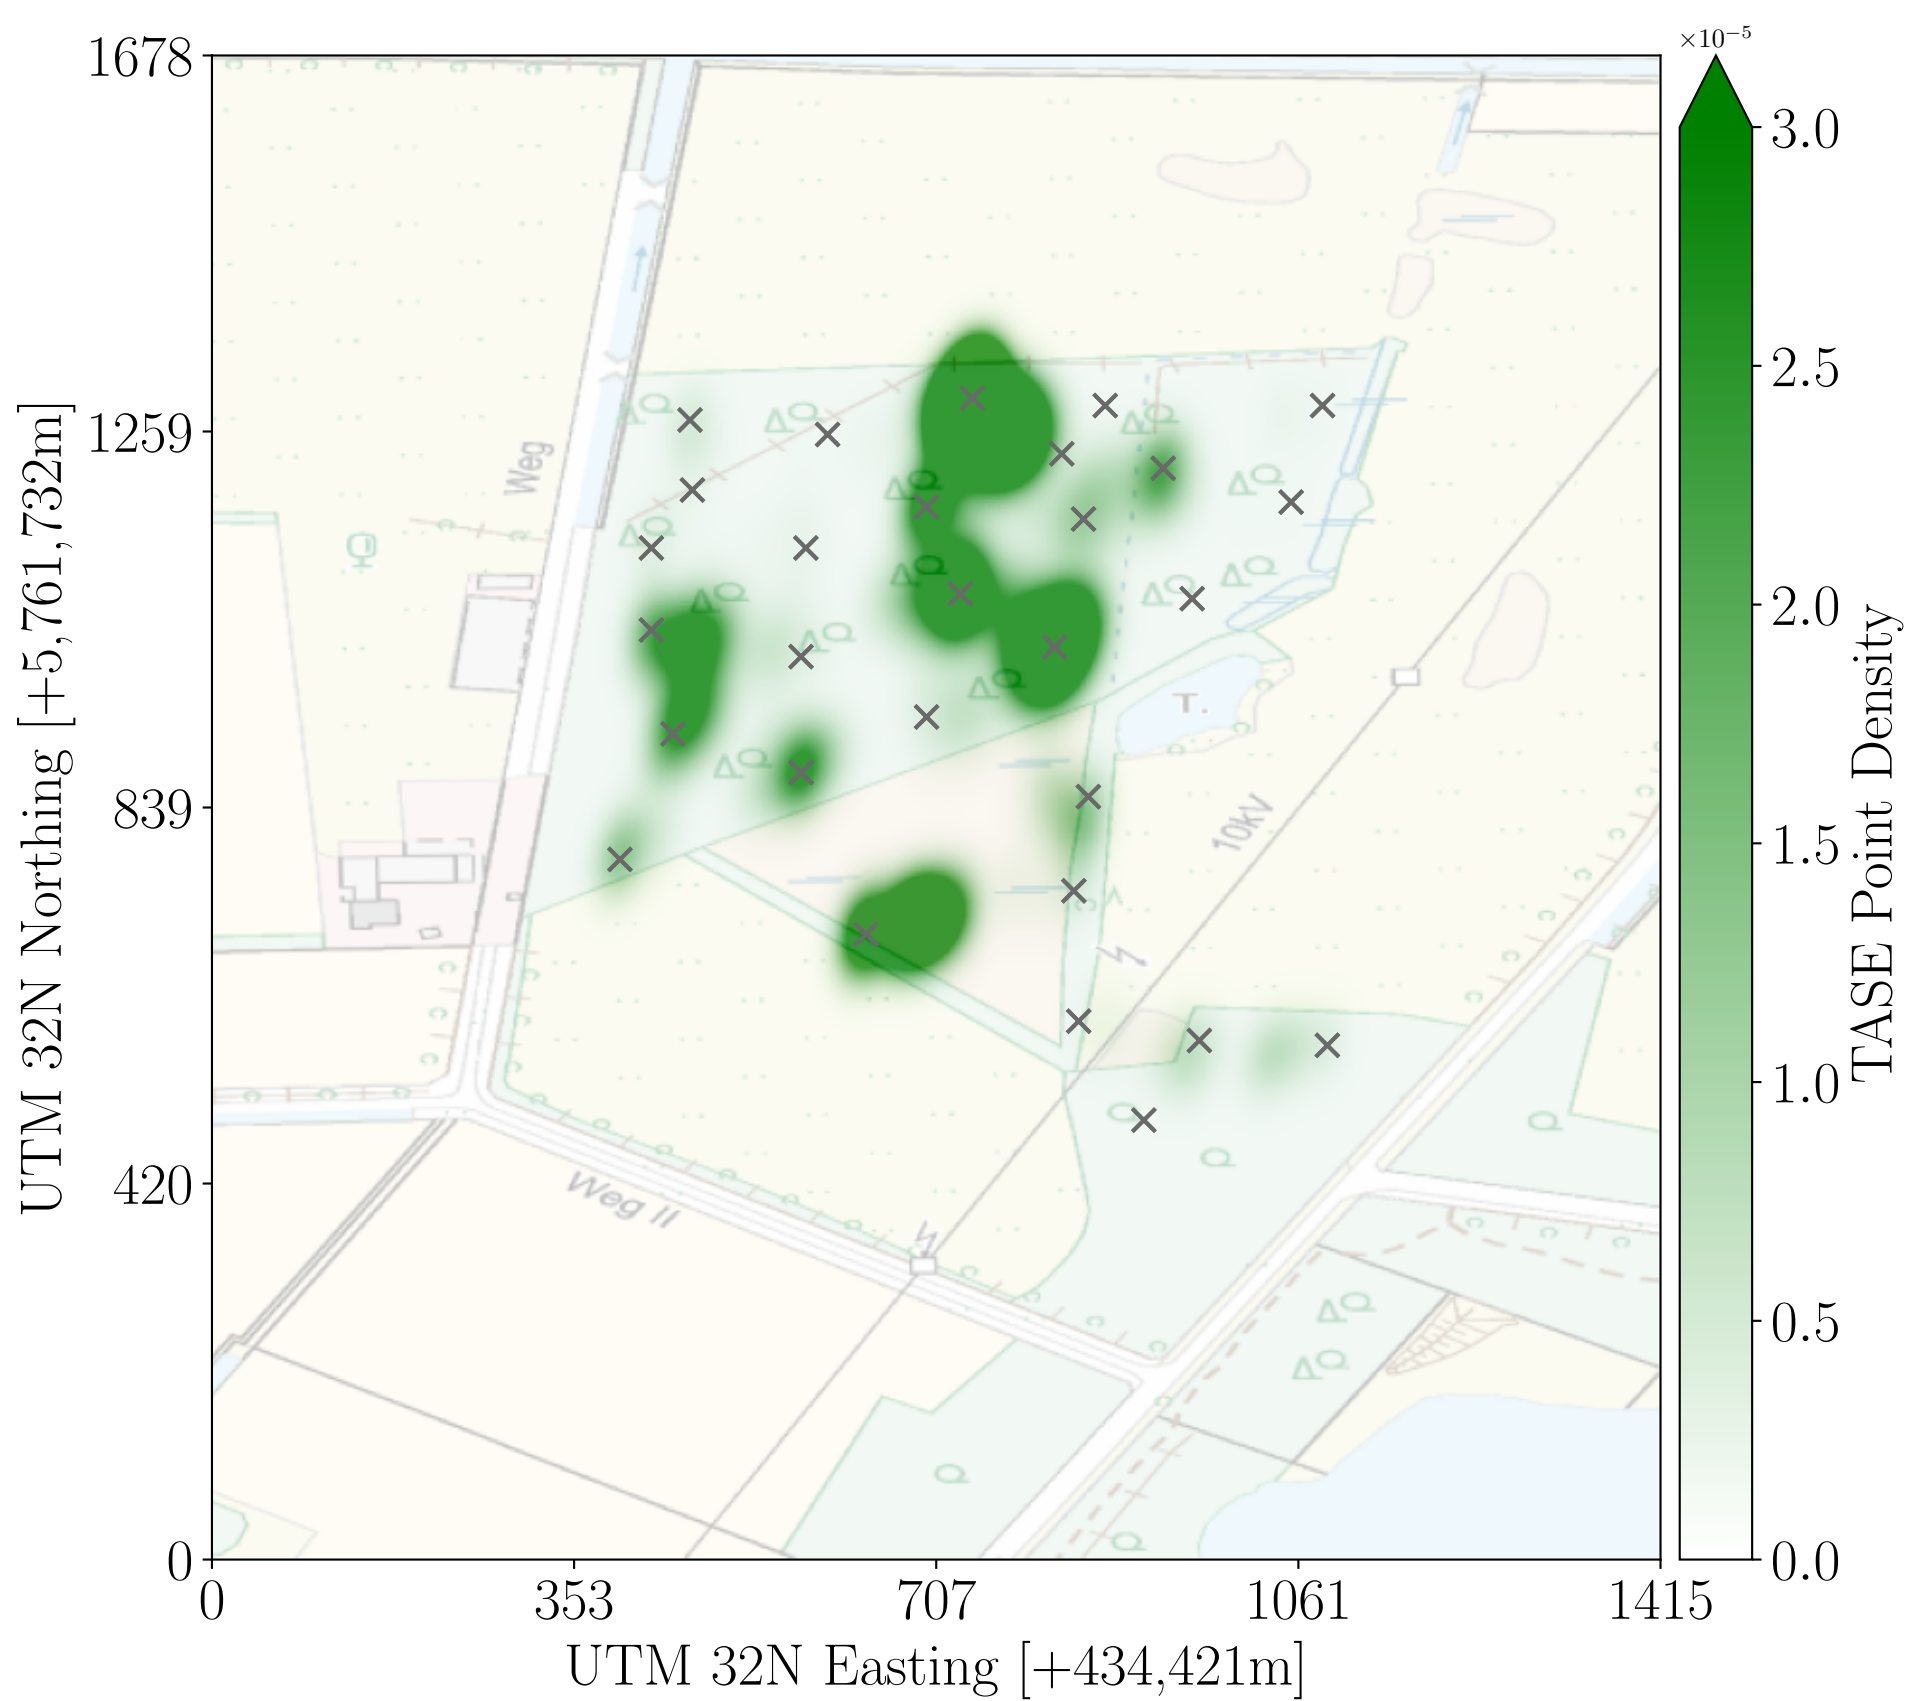 ×10⁻⁵
1678
1259
839
420
0
UTM 32N Northing [+5,761,732m]
Weg
T.
10kV
Weg II
3.0
2.5
2.0
1.5
1.0
0.5
0.0
TASE Point Density
0
353
707
1061
1415
UTM 32N Easting [+434,421m]